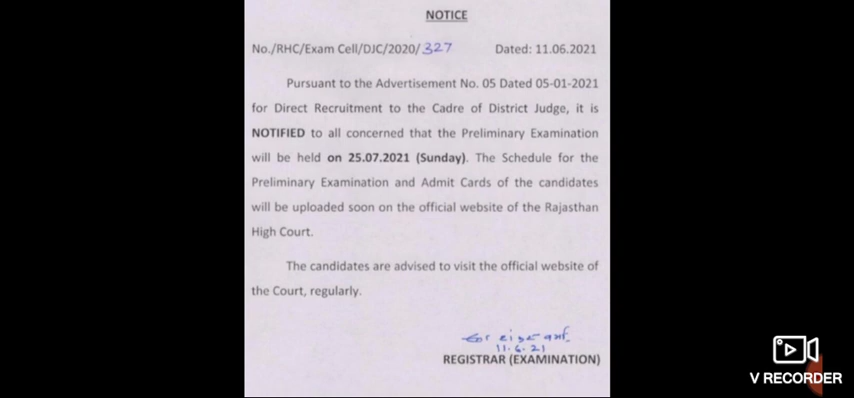 NOTICE
No./RHC/Exam Cell/DJC/2020/327 Dated: 11.06.2021
Pursuant to the Advertisement No. 05 Dated 05-01-2021
for Direct Recruitment to the Cadre of District Judge, it is
NOTIFIED to all concerned that the Preliminary Examination
will be held on 25.07.2021 (Sunday). The Schedule for the
Preliminary Examination and Admit Cards of the candidates
will be uploaded soon on the official website of the Rajasthan
High Court.
The candidates are advised to visit the official website of
the Court, regularly.
11.6.21
REGISTRAR (EXAMINATION)
V RECORDER